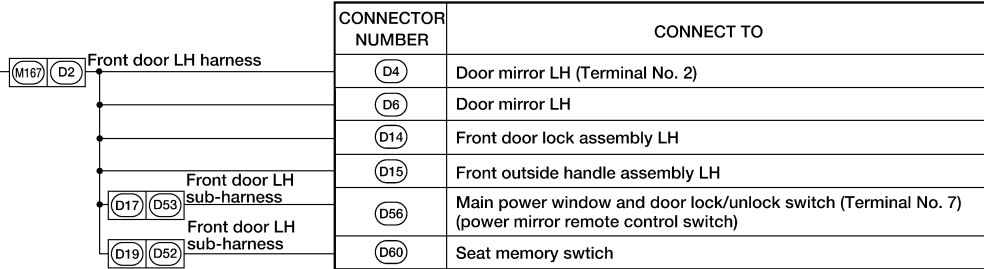 CONNECTOR NUMBER
CONNECT TO
M167 D2
Front door LH harness
D4 Door mirror LH (Terminal No. 2)
D6 Door mirror LH
D14 Front door lock assembly LH
D15 Front outside handle assembly LH
D17 D53
Front door LH
sub-harness
D56
Main power window and door lock/unlock switch (Terminal No. 7)
(power mirror remote control switch)
D19 D52
Front door LH
sub-harness
D60 Seat memory swtich